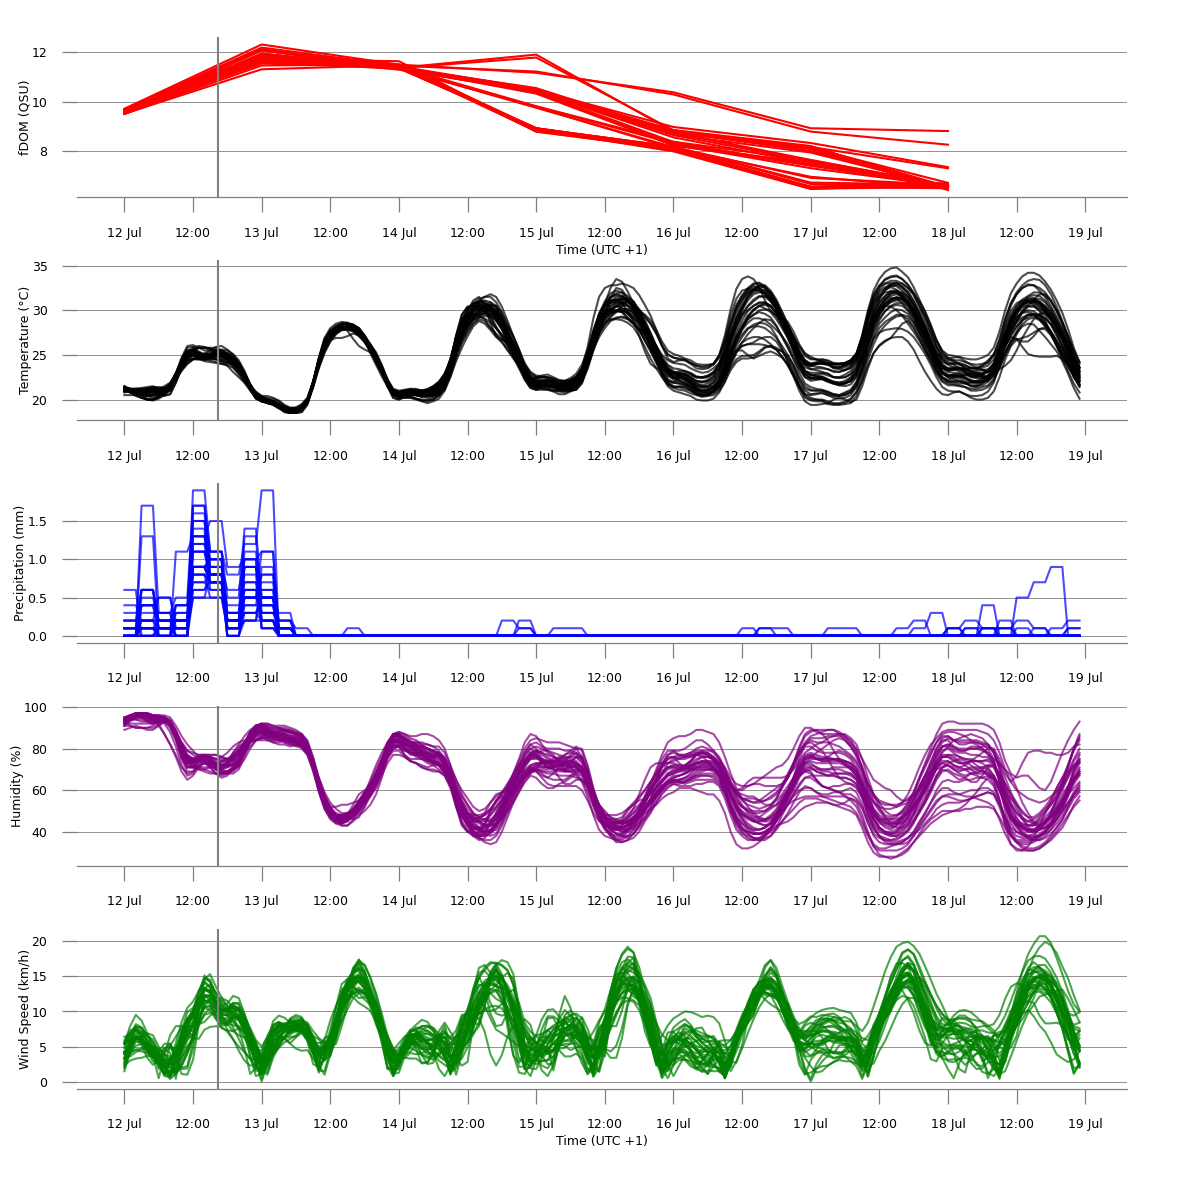 12
10
8
fDOM (QSU)
12 Jul 12:00 13 Jul 12:00 14 Jul 12:00 15 Jul 12:00 16 Jul 12:00 17 Jul 12:00 18 Jul 12:00 19 Jul
Time (UTC +1)
35
30
25
20
Temperature (°C)
12 Jul 12:00 13 Jul 12:00 14 Jul 12:00 15 Jul 12:00 16 Jul 12:00 17 Jul 12:00 18 Jul 12:00 19 Jul
1.5
1.0
0.5
0.0
Precipitation (mm)
12 Jul 12:00 13 Jul 12:00 14 Jul 12:00 15 Jul 12:00 16 Jul 12:00 17 Jul 12:00 18 Jul 12:00 19 Jul
100
80
60
40
Humidity (%)
12 Jul 12:00 13 Jul 12:00 14 Jul 12:00 15 Jul 12:00 16 Jul 12:00 17 Jul 12:00 18 Jul 12:00 19 Jul
20
15
10
5
0
Wind Speed (km/h)
12 Jul 12:00 13 Jul 12:00 14 Jul 12:00 15 Jul 12:00 16 Jul 12:00 17 Jul 12:00 18 Jul 12:00 19 Jul
Time (UTC +1)